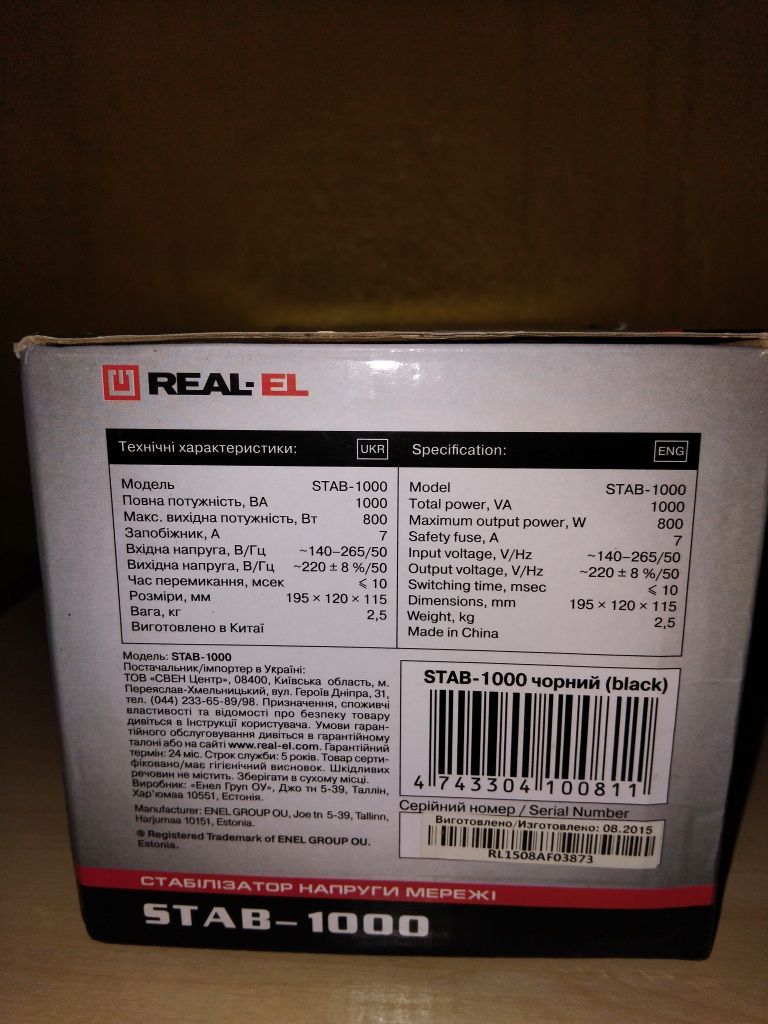 REAL-EL
Технічні характеристики: UKR
Модель STAB-1000
Повна потужність, ВА 1000
Макс. вихідна потужність, Вт 800
Запобіжник, А 7
Вхідна напруга, В/Гц ~140–265/50
Вихідна напруга, В/Гц ~220 ± 8 %/50
Час перемикання, мсек ⩽ 10
Розміри, мм 195 × 120 × 115
Вага, кг 2,5
Виготовлено в Китаї
Specification: ENG
Model STAB-1000
Total power, VA 1000
Maximum output power, W 800
Safety fuse, A 7
Input voltage, V/Hz ~140–265/50
Output voltage, V/Hz ~220 ± 8 %/50
Switching time, msec ⩽ 10
Dimensions, mm 195 × 120 × 115
Weight, kg 2,5
Made in China
Модель: STAB-1000
Постачальник/імпортер в Україні:
ТОВ «СВЕН Центр», 08400, Київська область, м.
Переяслав-Хмельницький, вул. Героїв Дніпра, 31,
тел. (044) 233-65-89/98. Призначення, споживчі
властивості та відомості про безпеку товару
дивіться в Інструкції користувача. Умови гаран-
тійного обслуговування дивіться в гарантійному
талоні або на сайті www.real-el.com. Гарантійний
термін: 24 міс. Строк служби: 5 років. Товар серти-
фіковано/має гігієнічний висновок. Шкідливих
речовин не містить. Зберігати в сухому місці.
Виробник: «Енел Груп ОУ», Джо тн 5-39, Таллін,
Хар'юмаа 10551, Естонія.
Manufacturer: ENEL GROUP OU, Joe tn 5-39, Tallinn,
Harjumaa 10151, Estonia.
® Registered Trademark of ENEL GROUP OU.
Estonia.
STAB-1000 чорний (black)
4 743304 100811
Серійний номер / Serial Number
Виготовлено/Изготовлено: 08.2015
RL1508AF03873
СТАБІЛІЗАТОР НАПРУГИ МЕРЕЖІ
STAB-1000